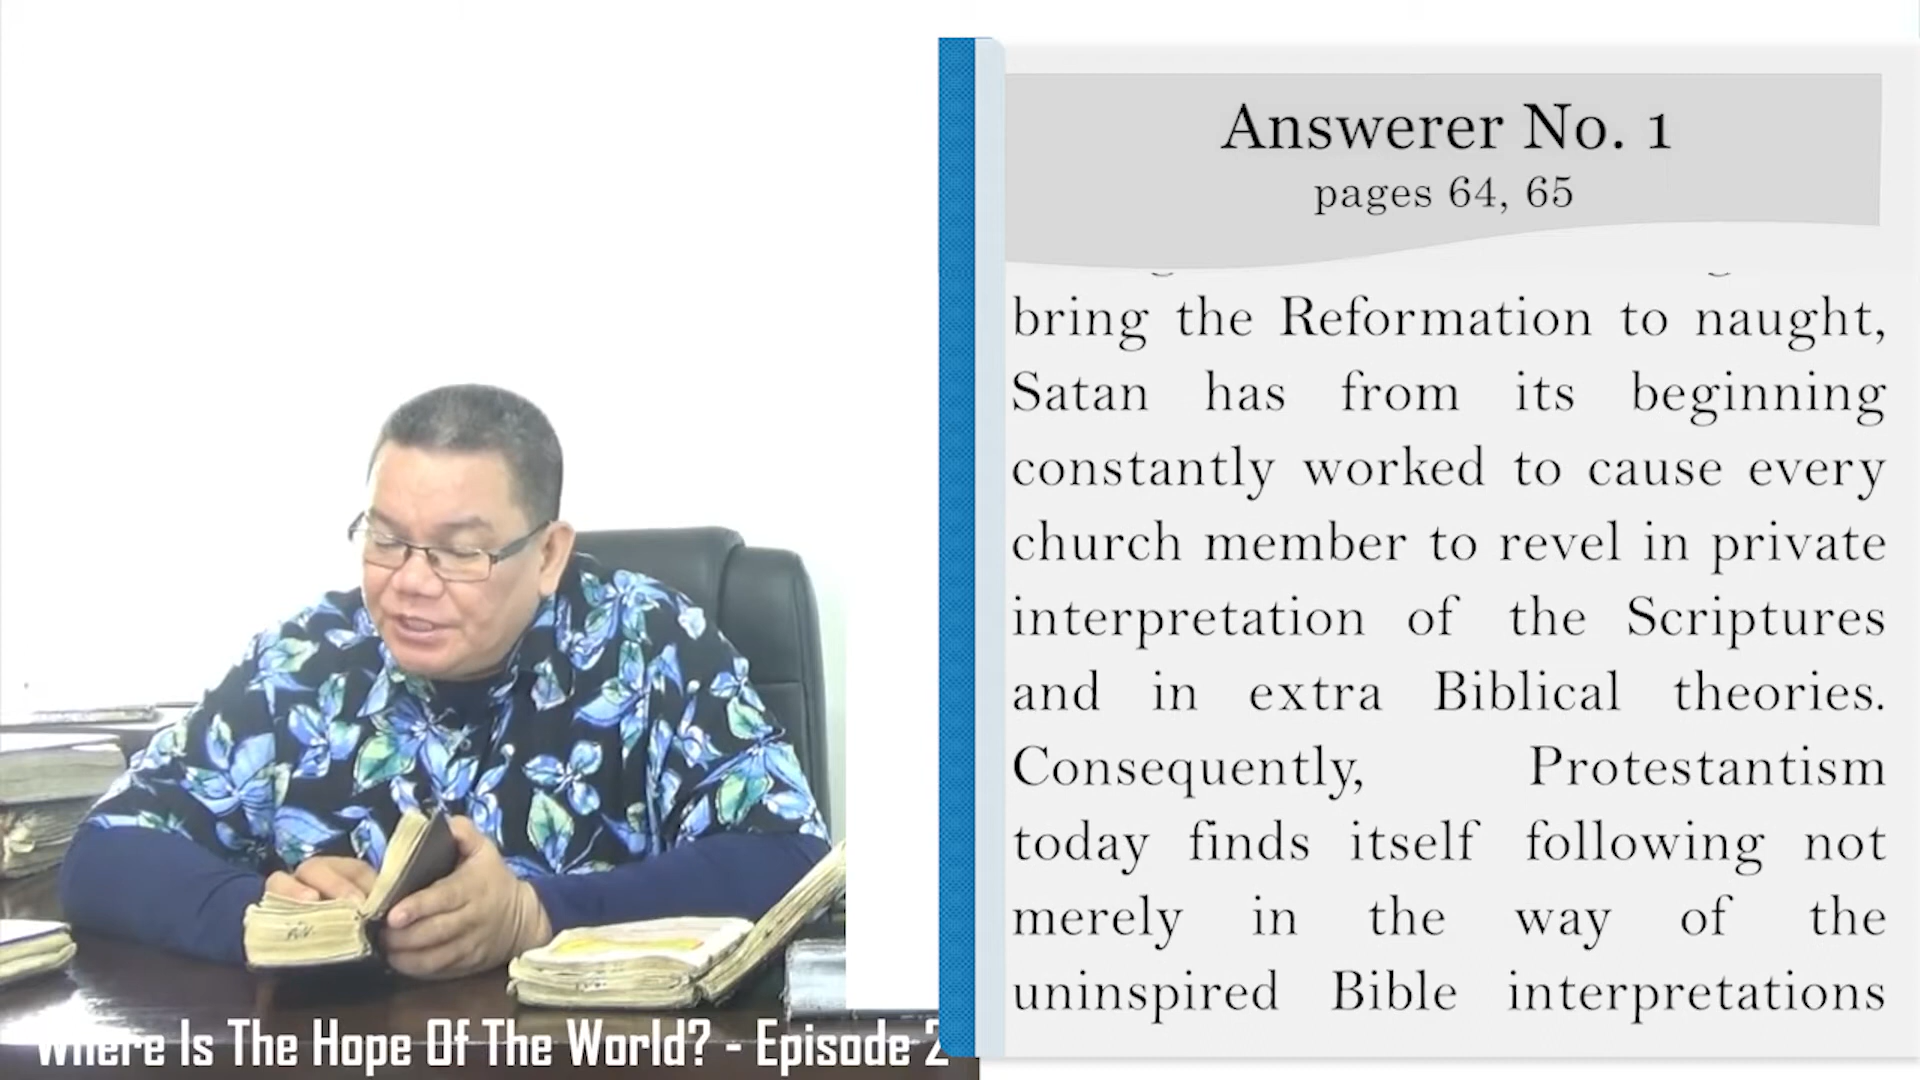 Answerer No. 1
pages 64, 65
bring the Reformation to naught,
Satan has from its beginning
constantly worked to cause every
church member to revel in private
interpretation of the Scriptures
and in extra Biblical theories.
Consequently, Protestantism
today finds itself following not
merely in the way of the
uninspired Bible interpretations
Where Is The Hope Of The World? - Episode 2